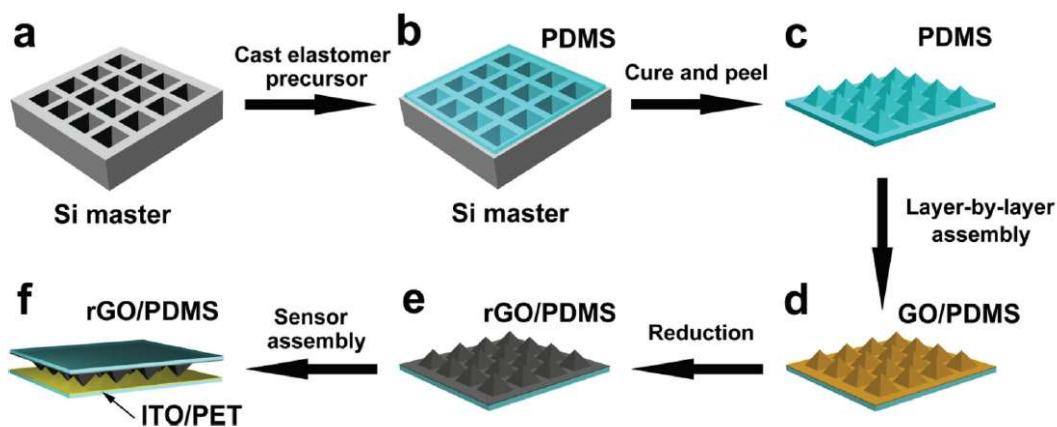 a
Cast elastomer
precursor
b
PDMS
Cure and peel
c
PDMS
Si master
Si master
Layer-by-layer
assembly
f
rGO/PDMS
Sensor
assembly
e
rGO/PDMS
Reduction
d
GO/PDMS
ITO/PET